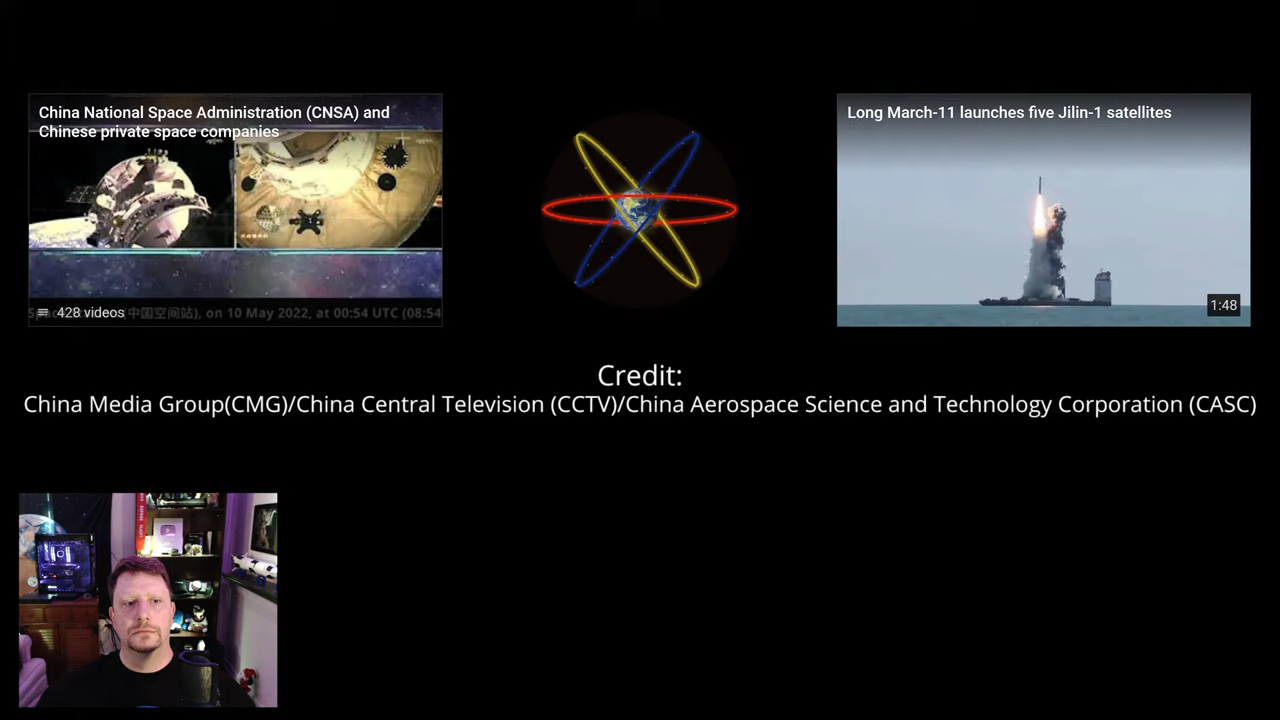 China National Space Administration (CNSA) and
Chinese private space companies
428 videos
(中国空间站), on 10 May 2022, at 00:54 UTC (08:54
Long March-11 launches five Jilin-1 satellites
1:48
Credit:
China Media Group(CMG)/China Central Television (CCTV)/China Aerospace Science and Technology Corporation (CASC)